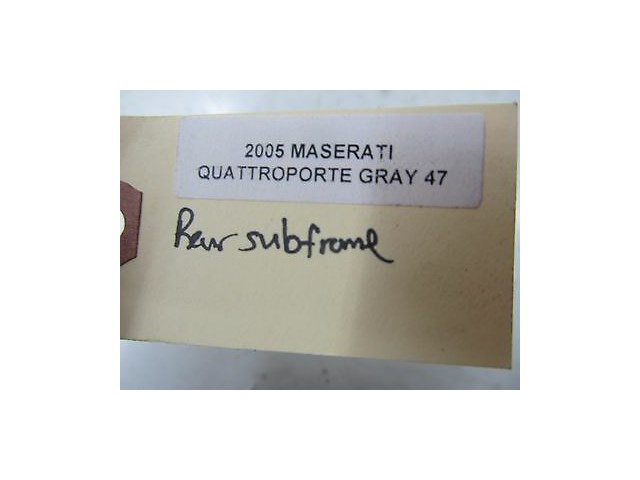 2005 MASERATI
QUATTROPORTE GRAY 47
Rear subframe